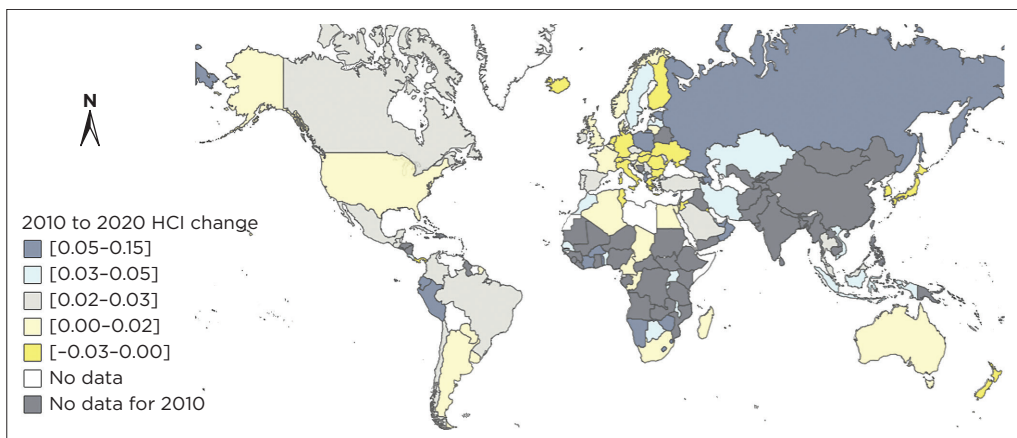 N
2010 to 2020 HCI change
[0.05–0.15]
[0.03–0.05]
[0.02–0.03]
[0.00–0.02]
[−0.03–0.00]
No data
No data for 2010